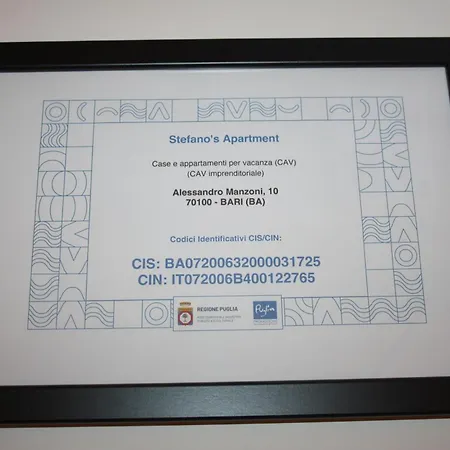 Stefano's Apartment
Case e appartamenti per vacanza (CAV)
(CAV imprenditoriale)
Alessandro Manzoni, 10
70100 - BARI (BA)
Codici Identificativi CIS/CIN:
CIS: BA07200632000031725
CIN: IT072006B400122765
REGIONE PUGLIA